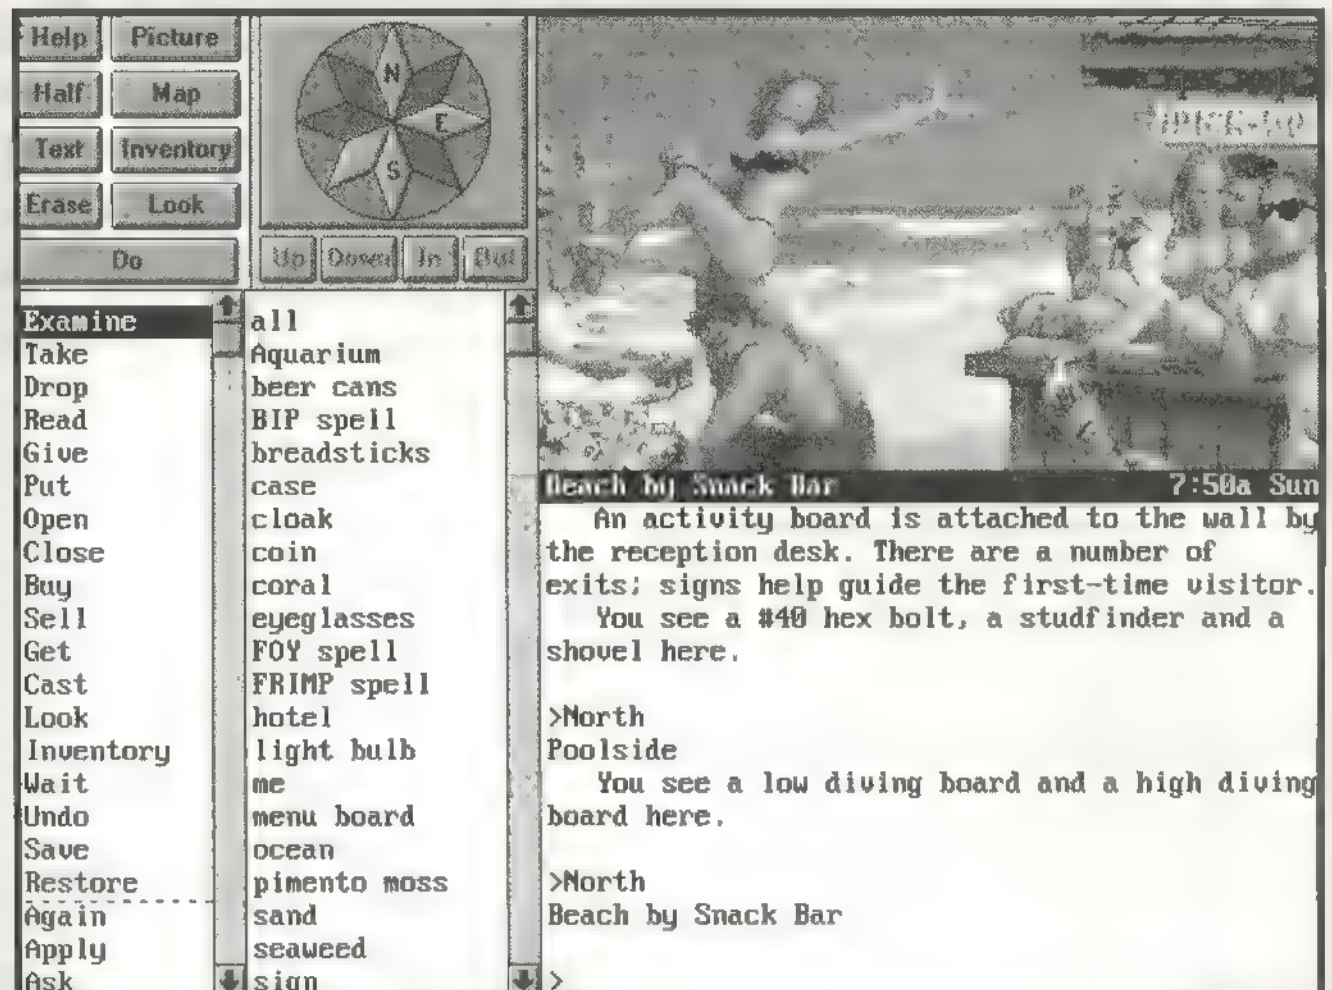 Help
Picture
Half
Map
Text
Inventory
Erase
Look
Do
N
E
S
Up
Down
In
Out
Examine
Take
Drop
Read
Give
Put
Open
Close
Buy
Sell
Get
Cast
Look
Inventory
Wait
Undo
Save
Restore
Again
Apply
Ask
all
Aquarium
beer cans
BIP spell
breadsticks
case
cloak
coin
coral
eyeglasses
FOY spell
FRIMP spell
hotel
light bulb
me
menu board
ocean
pimento moss
sand
seaweed
sign
Beach by Snack Bar 7:50a Sun
An activity board is attached to the wall by
the reception desk. There are a number of
exits; signs help guide the first-time visitor.
You see a #40 hex bolt, a studfinder and a
shovel here.
>North
Poolside
You see a low diving board and a high diving
board here.
>North
Beach by Snack Bar
>